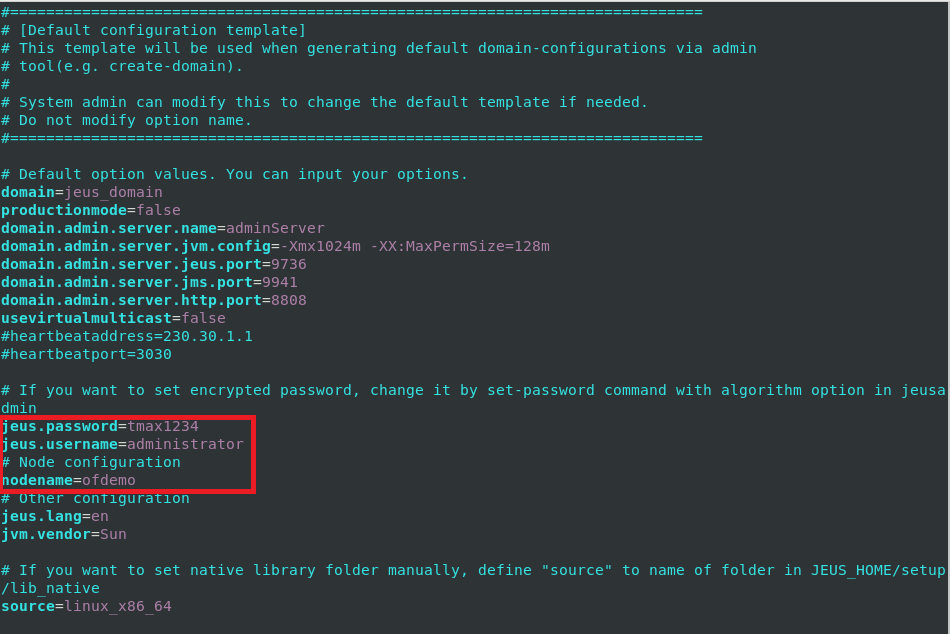 #=============================================================================
# [Default configuration template]
# This template will be used when generating default domain-configurations via admin
# tool(e.g. create-domain).
#
# System admin can modify this to change the default template if needed.
# Do not modify option name.
#=============================================================================
# Default option values. You can input your options.
domain=jeus_domain
productionmode=false
domain.admin.server.name=adminServer
domain.admin.server.jvm.config=-Xmx1024m -XX:MaxPermSize=128m
domain.admin.server.jeus.port=9736
domain.admin.server.jms.port=9941
domain.admin.server.http.port=8808
usevirtualmulticast=false
#heartbeataddress=230.30.1.1
#heartbeatport=3030
# If you want to set encrypted password, change it by set-password command with algorithm option in jeusa
dmin
jeus.password=tmax1234
jeus.username=administrator
# Node configuration
nodename=ofdemo
# Other configuration
jeus.lang=en
jvm.vendor=Sun
# If you want to set native library folder manually, define "source" to name of folder in JEUS_HOME/setup
/lib_native
source=linux_x86_64